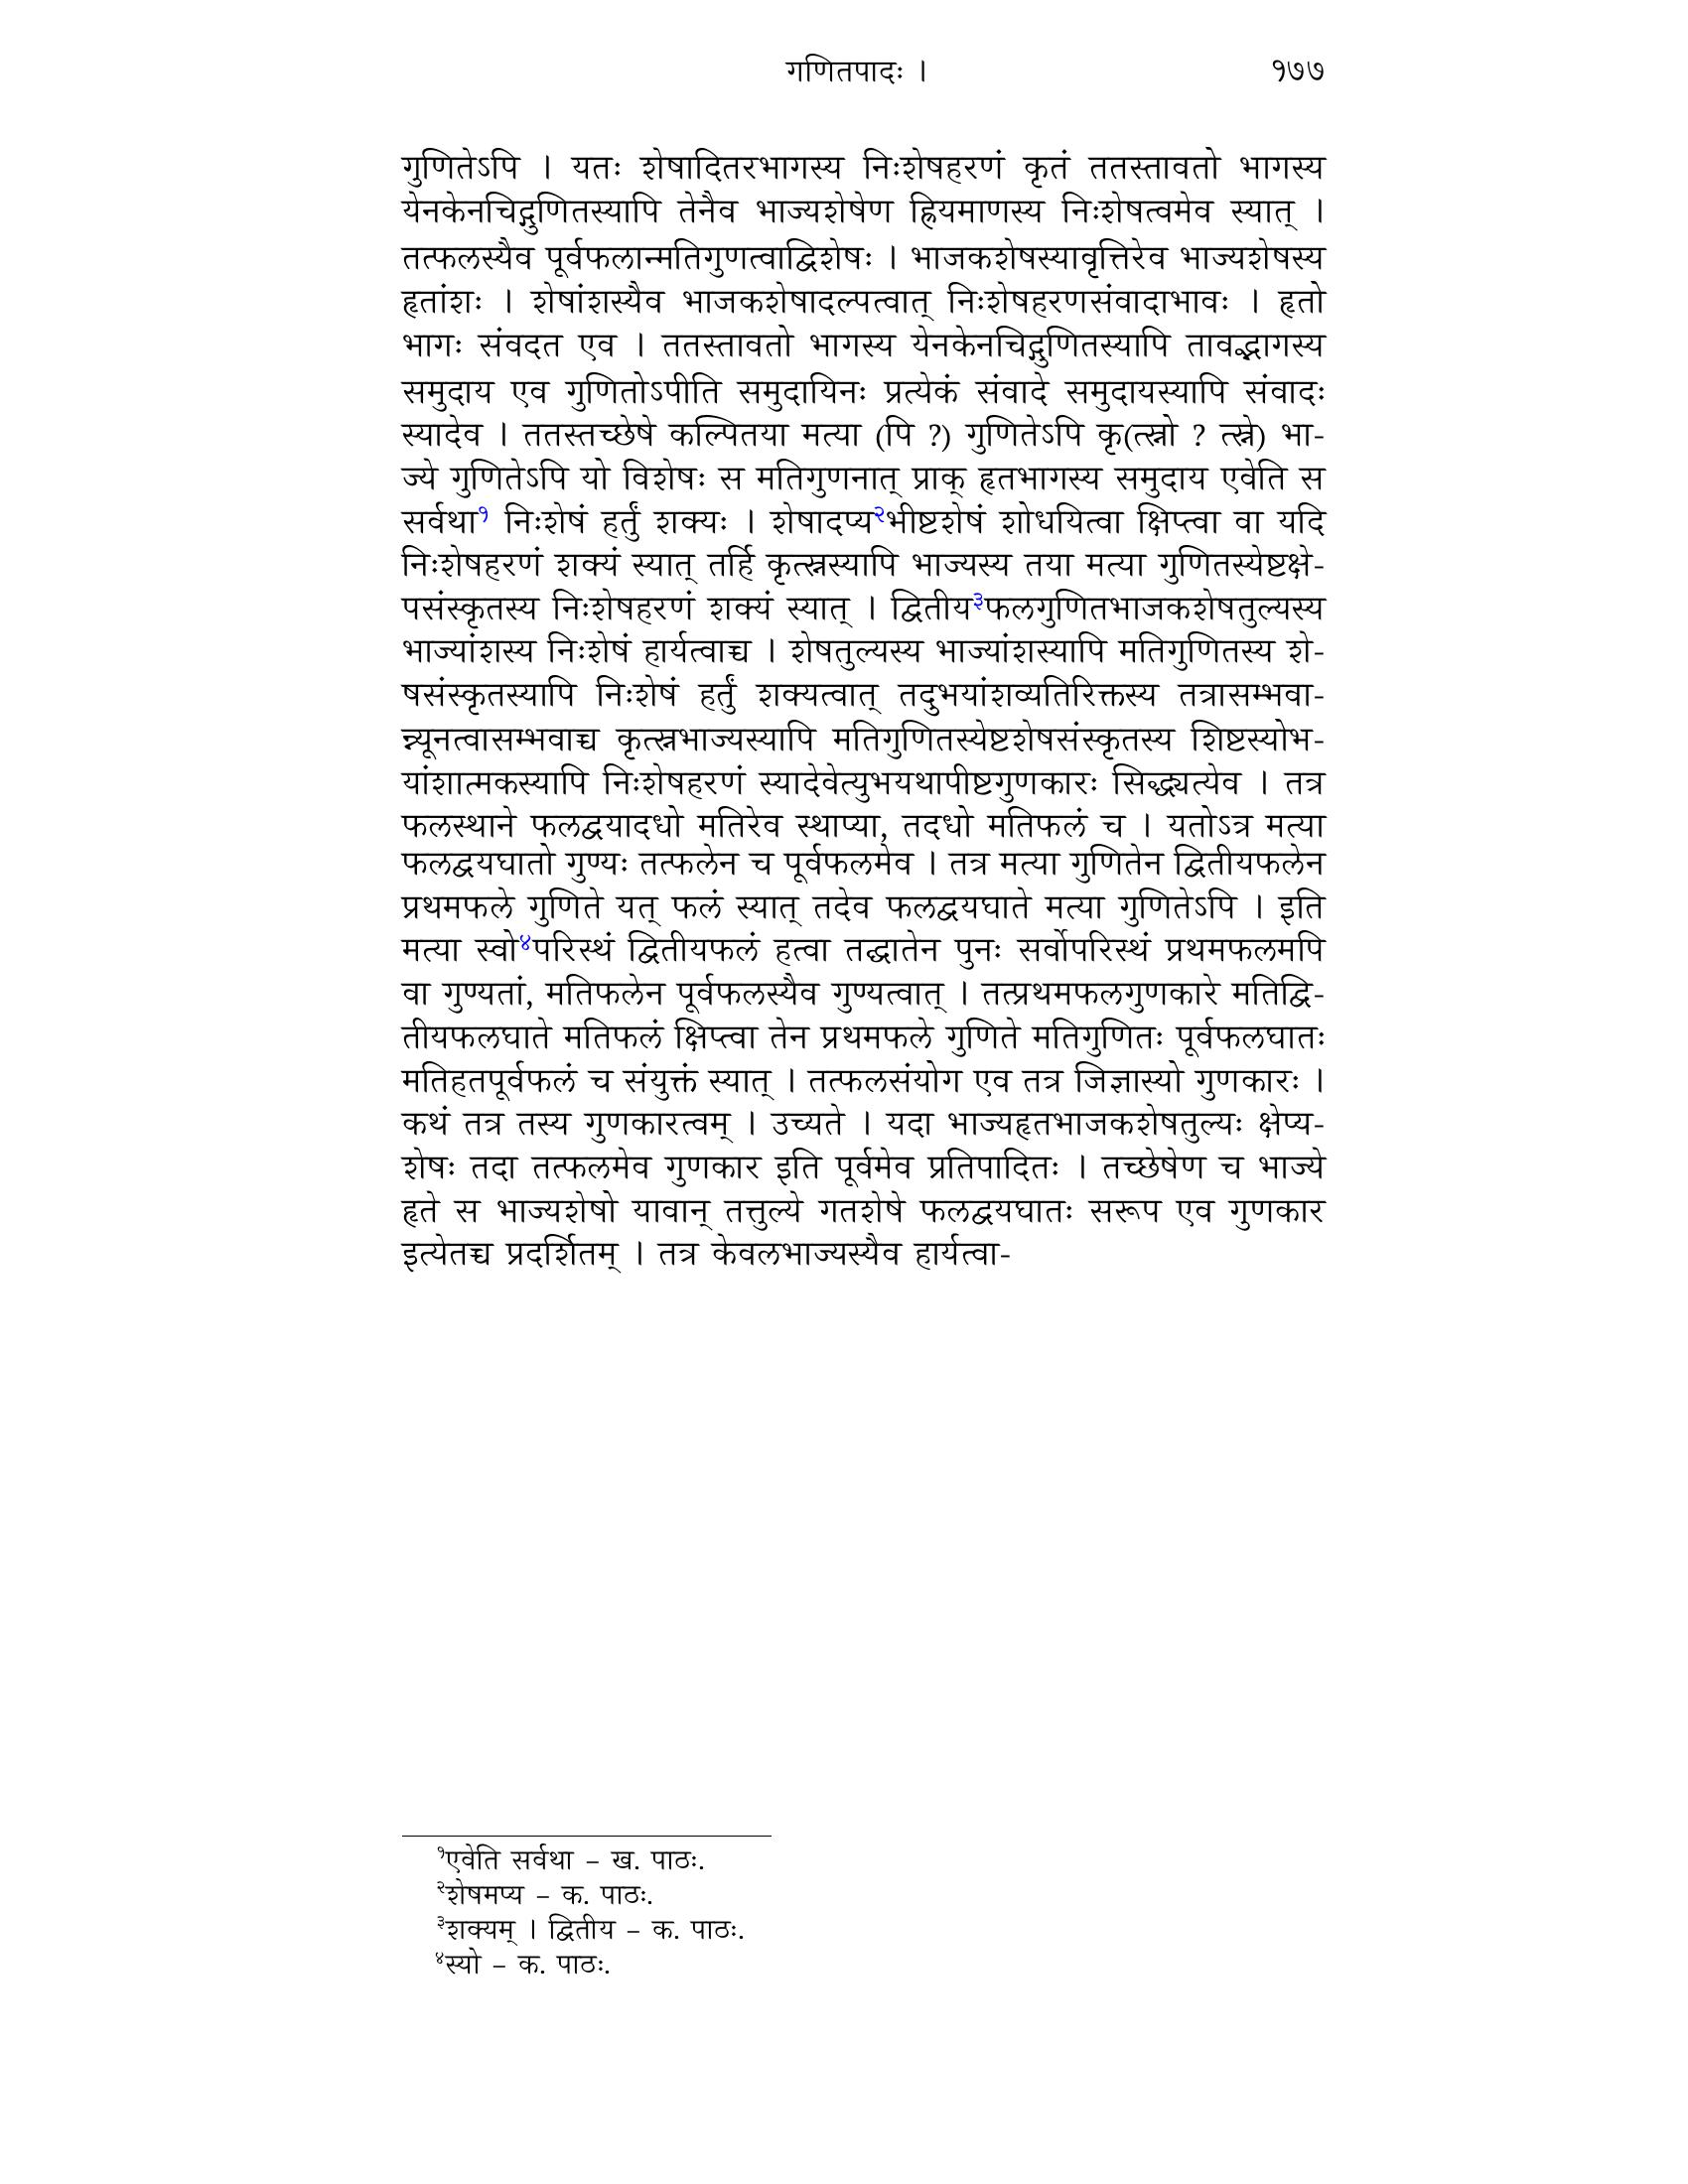 गणितपादः । १७७
गुणितेऽपि । यतः शेषादितरभागस्य निःशेषहरणं कृतं ततस्तावतो भागस्य
येनकेनचिद्गुणितस्यापि तेनैव भाज्यशेषेण ह्रियमाणस्य निःशेषत्वमेव स्यात् ।
तत्फलस्यैव पूर्वफलान्मतिगुणत्वाद्विशेषः । भाजकशेषस्यावृत्तिरेव भाज्यशेषस्य
हृतांशः । शेषांशस्यैव भाजकशेषादल्पत्वात् निःशेषहरणसंवादाभावः । हृतो
भागः संवदत एव । ततस्तावतो भागस्य येनकेनचिद्गुणितस्यापि तावद्भागस्य
समुदाय एव गुणितोऽपीति समुदायिनः प्रत्येकं संवादे समुदायस्यापि संवादः
स्यादेव । ततस्तच्छेषे कल्पितया मत्या (पि ?) गुणितेऽपि कृ(त्स्नो ? त्स्ने) भा-
ज्ये गुणितेऽपि यो विशेषः स मतिगुणनात् प्राक् हृतभागस्य समुदाय एवेति स
सर्वथा१ निःशेषं हर्तुं शक्यः । शेषादप्य२भीष्टशेषं शोधयित्वा क्षिप्त्वा वा यदि
निःशेषहरणं शक्यं स्यात् तर्हि कृत्स्नस्यापि भाज्यस्य तया मत्या गुणितस्येष्टक्षे-
पसंस्कृतस्य निःशेषहरणं शक्यं स्यात् । द्वितीय३फलगुणितभाजकशेषतुल्यस्य
भाज्यांशस्य निःशेषं हार्यत्वाच्च । शेषतुल्यस्य भाज्यांशस्यापि मतिगुणितस्य शे-
षसंस्कृतस्यापि निःशेषं हर्तुं शक्यत्वात् तदुभयांशव्यतिरिक्तस्य तत्रासम्भवा-
न्न्यूनत्वासम्भवाच्च कृत्स्नभाज्यस्यापि मतिगुणितस्येष्टशेषसंस्कृतस्य शिष्टस्योभ-
यांशात्मकस्यापि निःशेषहरणं स्यादेवेत्युभयथापीष्टगुणकारः सिद्ध्यत्येव । तत्र
फलस्थाने फलद्वयादधो मतिरेव स्थाप्या, तदधो मतिफलं च । यतोऽत्र मत्या
फलद्वयघातो गुण्यः तत्फलेन च पूर्वफलमेव । तत्र मत्या गुणितेन द्वितीयफलेन
प्रथमफले गुणिते यत् फलं स्यात् तदेव फलद्वयघाते मत्या गुणितेऽपि । इति
मत्या स्वो४परिस्थं द्वितीयफलं हत्वा तद्घातेन पुनः सर्वोपरिस्थं प्रथमफलमपि
वा गुण्यतां, मतिफलेन पूर्वफलस्यैव गुण्यत्वात् । तत्प्रथमफलगुणकारे मतिद्वि-
तीयफलघाते मतिफलं क्षिप्त्वा तेन प्रथमफले गुणिते मतिगुणितः पूर्वफलघातः
मतिहतपूर्वफलं च संयुक्तं स्यात् । तत्फलसंयोग एव तत्र जिज्ञास्यो गुणकारः ।
कथं तत्र तस्य गुणकारत्वम् । उच्यते । यदा भाज्यहृतभाजकशेषतुल्यः क्षेप्य-
शेषः तदा तत्फलमेव गुणकार इति पूर्वमेव प्रतिपादितः । तच्छेषेण च भाज्ये
हृते स भाज्यशेषो यावान् तत्तुल्ये गतशेषे फलद्वयघातः सरूप एव गुणकार
इत्येतच्च प्रदर्शितम् । तत्र केवलभाज्यस्यैव हार्यत्वा-
१एवेति सर्वथा – ख. पाठः.
२शेषमप्य – क. पाठः.
३शक्यम् । द्वितीय – क. पाठः.
४स्यो – क. पाठः.